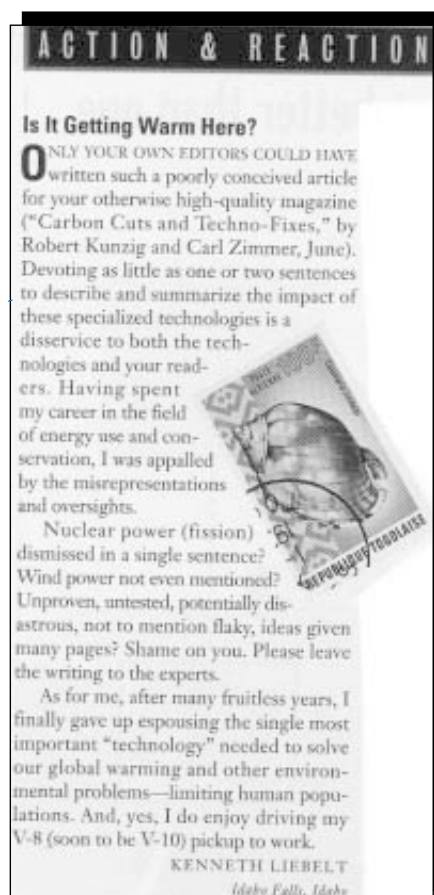 ACTION & REACTION
Is It Getting Warm Here?
ONLY YOUR OWN EDITORS COULD HAVE
written such a poorly conceived article
for your otherwise high-quality magazine
("Carbon Cuts and Techno-Fixes," by
Robert Kunzig and Carl Zimmer, June).
Devoting as little as one or two sentences
to describe and summarize the impact of
these specialized technologies is a
disservice to both the tech-
nologies and your read-
ers. Having spent
my career in the field
of energy use and con-
servation, I was appalled
by the misrepresentations
and oversights.
Nuclear power (fission)
dismissed in a single sentence?
Wind power not even mentioned?
Unproven, untested, potentially dis-
astrous, not to mention flaky, ideas given
many pages? Shame on you. Please leave
the writing to the experts.
As for me, after many fruitless years, I
finally gave up espousing the single most
important "technology" needed to solve
our global warming and other environ-
mental problems—limiting human popu-
lations. And, yes, I do enjoy driving my
V-8 (soon to be V-10) pickup to work.
KENNETH LIEBELT
Idaho Falls, Idaho
REPUBLIQUE TOGOLAISE